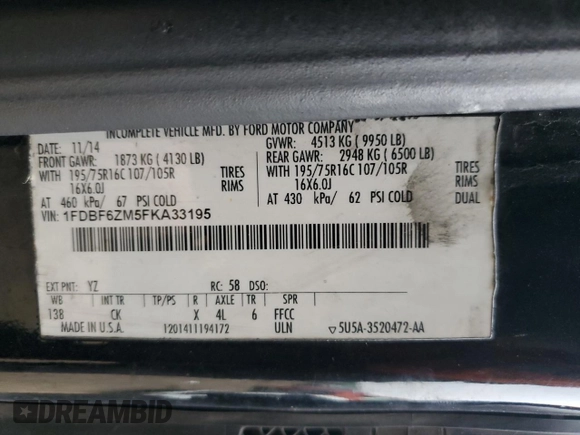 INCOMPLETE VEHICLE MFD. BY FORD MOTOR COMPANY
DATE: 11/14 GVWR: 4513 KG ( 9950 LB)
FRONT GAWR: 1873 KG ( 4130 LB) REAR GAWR: 2948 KG ( 6500 LB)
WITH 195/75R16C 107/105R TIRES WITH 195/75R16C 107/105R TIRES
16X6.0J RIMS 16X6.0J RIMS
AT 460 kPa/ 67 PSI COLD AT 430 kPa/ 62 PSI COLD DUAL
VIN: 1FDBF6ZM5FKA33195
EXT PNT: YZ RC: 58 DSO:
WB INT TR TP/PS R AXLE TR SPR
138 CK X 4L 6 FFCC
MADE IN U.S.A. 1201411194172 ULN ▽5U5A-3520472-AA
DREAMBID